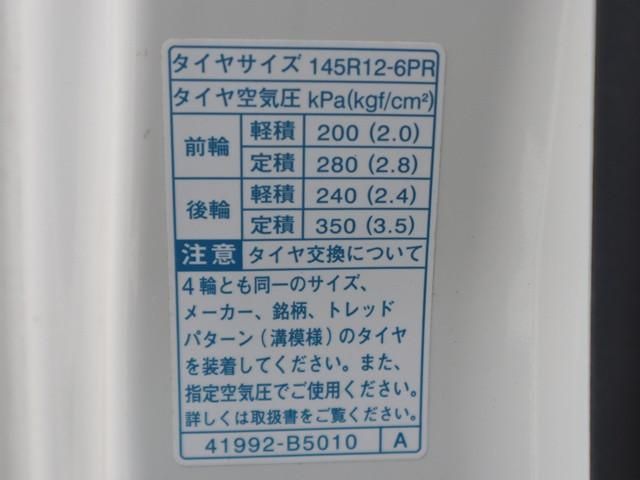 タイヤサイズ 145R12-6PR
タイヤ空気圧 kPa(kgf/cm²)
前輪 軽積 200 (2.0)
定積 280 (2.8)
後輪 軽積 240 (2.4)
定積 350 (3.5)
注意 タイヤ交換について
4輪とも同一のサイズ、
メーカー、銘柄、トレッド
パターン(溝模様)のタイヤ
を装着してください。また、
指定空気圧でご使用ください。
詳しくは取扱書をご覧ください。
41992-B5010 A